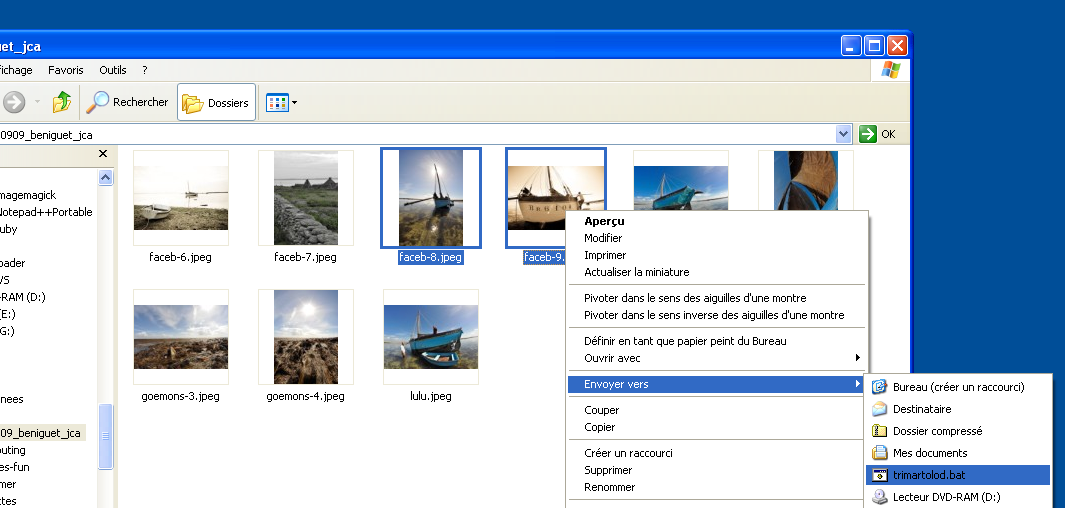 et_jca
ichage Favoris Outils ?
Rechercher Dossiers
0909_beniguet_jca OK
magemagick
Notepad++Portable
uby
oader
VS
-RAM (D:)
(E:)
G:)
nees
09_beniguet_jca
outing
es-fun
mer
ttes
faceb-6.jpeg
faceb-7.jpeg
faceb-8.jpeg
faceb-9.
goemons-3.jpeg
goemons-4.jpeg
lulu.jpeg
Aperçu
Modifier
Imprimer
Actualiser la miniature
Pivoter dans le sens des aiguilles d'une montre
Pivoter dans le sens inverse des aiguilles d'une montre
Définir en tant que papier peint du Bureau
Ouvrir avec
Envoyer vers
Couper
Copier
Créer un raccourci
Supprimer
Renommer
Bureau (créer un raccourci)
Destinataire
Dossier compressé
Mes documents
trimartolod.bat
Lecteur DVD-RAM (D:)